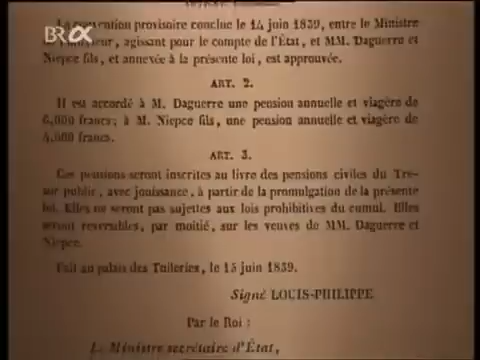 BRα
La convention provisoire conclue le 14 juin 1839, entre le Ministre
de l'Intérieur, agissant pour le compte de l'État, et MM. Daguerre et
Niepce fils, et annexée à la présente loi, est approuvée.
ART. 2.
Il est accordé à M. Daguerre une pension annuelle et viagère de
6,000 francs; à M. Niepce fils, une pension annuelle et viagère de
4,000 francs.
ART. 3.
Ces pensions seront inscrites au livre des pensions civiles du Tré-
sor public, avec jouissance, à partir de la promulgation de la présente
loi. Elles ne seront pas sujettes aux lois prohibitives du cumul. Elles
seront reversables, par moitié, sur les veuves de MM. Daguerre et
Niepce.
Fait au palais des Tuileries, le 15 juin 1839.
Signé LOUIS-PHILIPPE
Par le Roi :
Le Ministre secrétaire d'État,